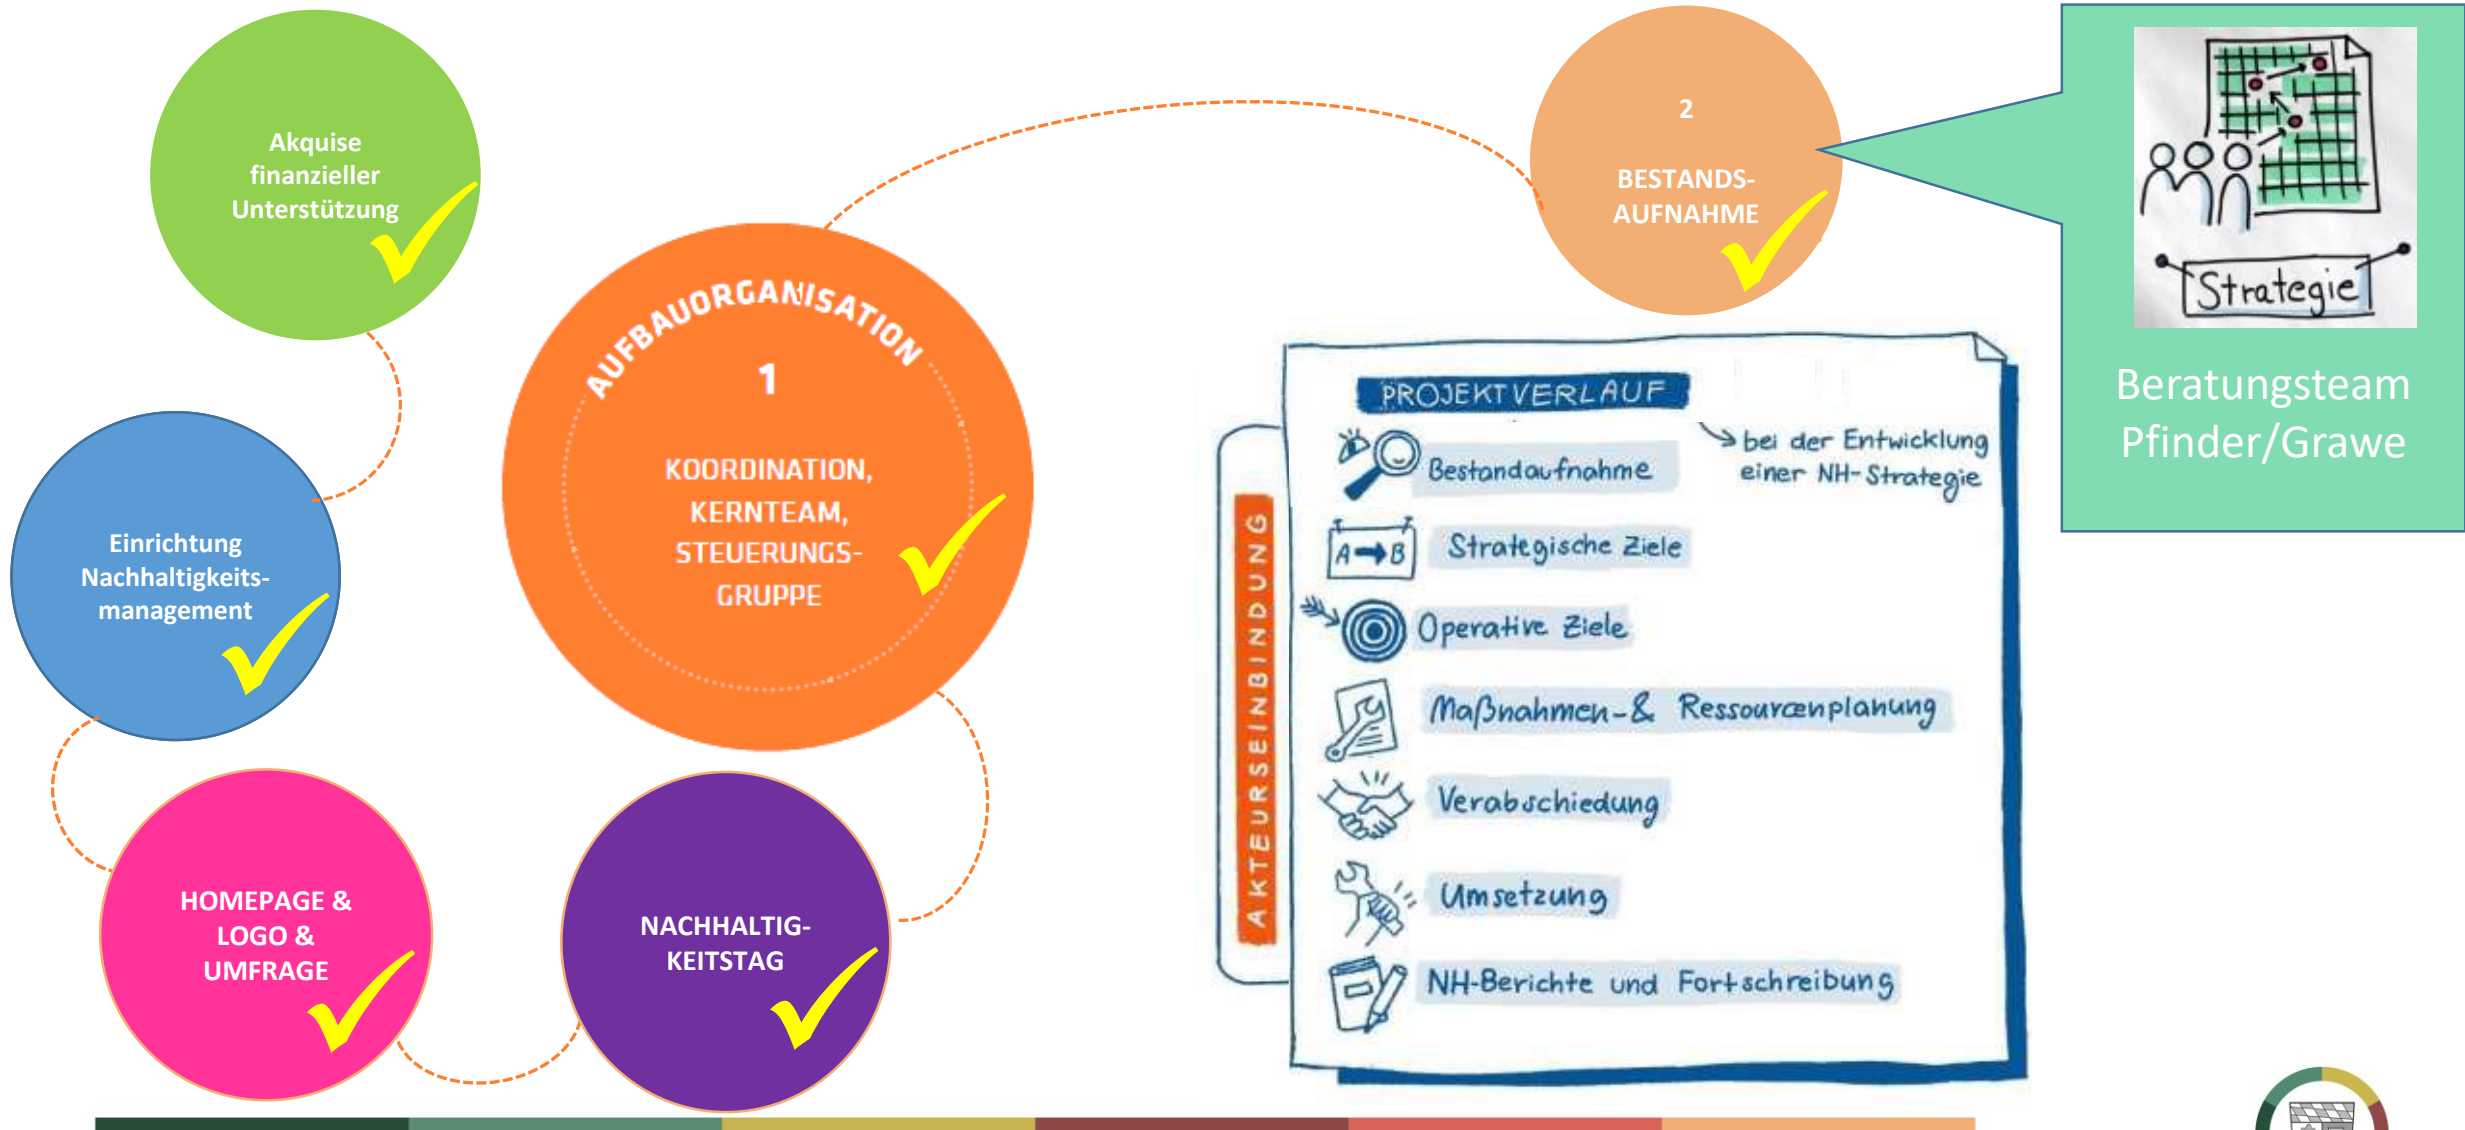 Akquise
finanzieller
Unterstützung
Einrichtung
Nachhaltigkeits-
management
HOMEPAGE &
LOGO &
UMFRAGE
NACHHALTIG-
KEITSTAG
AUFBAUORGANISATION
1
KOORDINATION,
KERNTEAM,
STEUERUNGS-
GRUPPE
2
BESTANDS-
AUFNAHME
Strategie
Beratungsteam
Pfinder/Grawe
PROJEKTVERLAUF
bei der Entwicklung
einer NH-Strategie
AKTEURSEINBINDUNG
Bestandaufnahme
A → B
Strategische Ziele
Operative Ziele
Maßnahmen-& Ressourcenplanung
Verabschiedung
Umsetzung
NH-Berichte und Fortschreibung